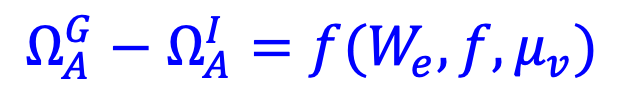 Ω_A^G − Ω_A^I = f(W_e, f, μ_v)